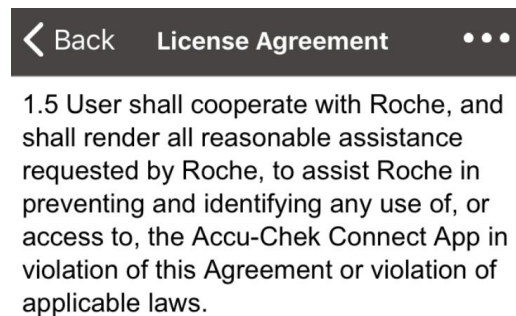 Back License Agreement
1.5 User shall cooperate with Roche, and
shall render all reasonable assistance
requested by Roche, to assist Roche in
preventing and identifying any use of, or
access to, the Accu-Chek Connect App in
violation of this Agreement or violation of
applicable laws.